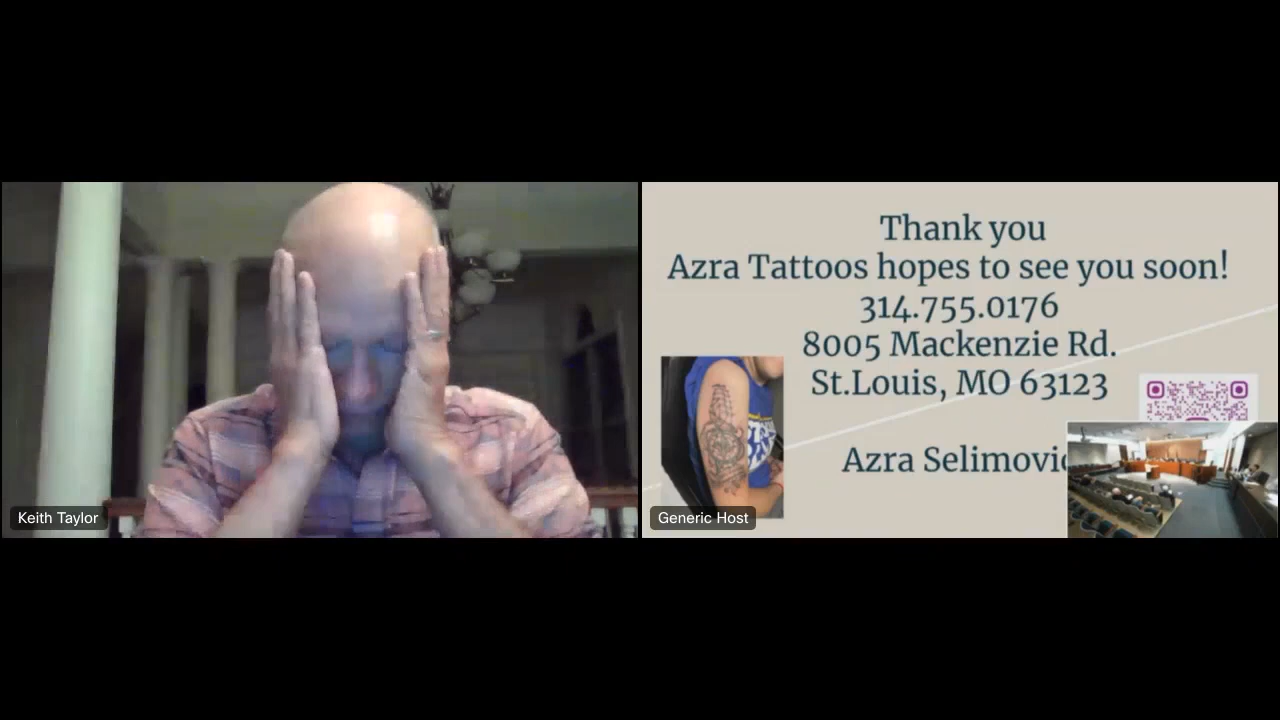 Thank you
Azra Tattoos hopes to see you soon!
314.755.0176
8005 Mackenzie Rd.
St.Louis, MO 63123
Azra Selimovic
Keith Taylor
Generic Host